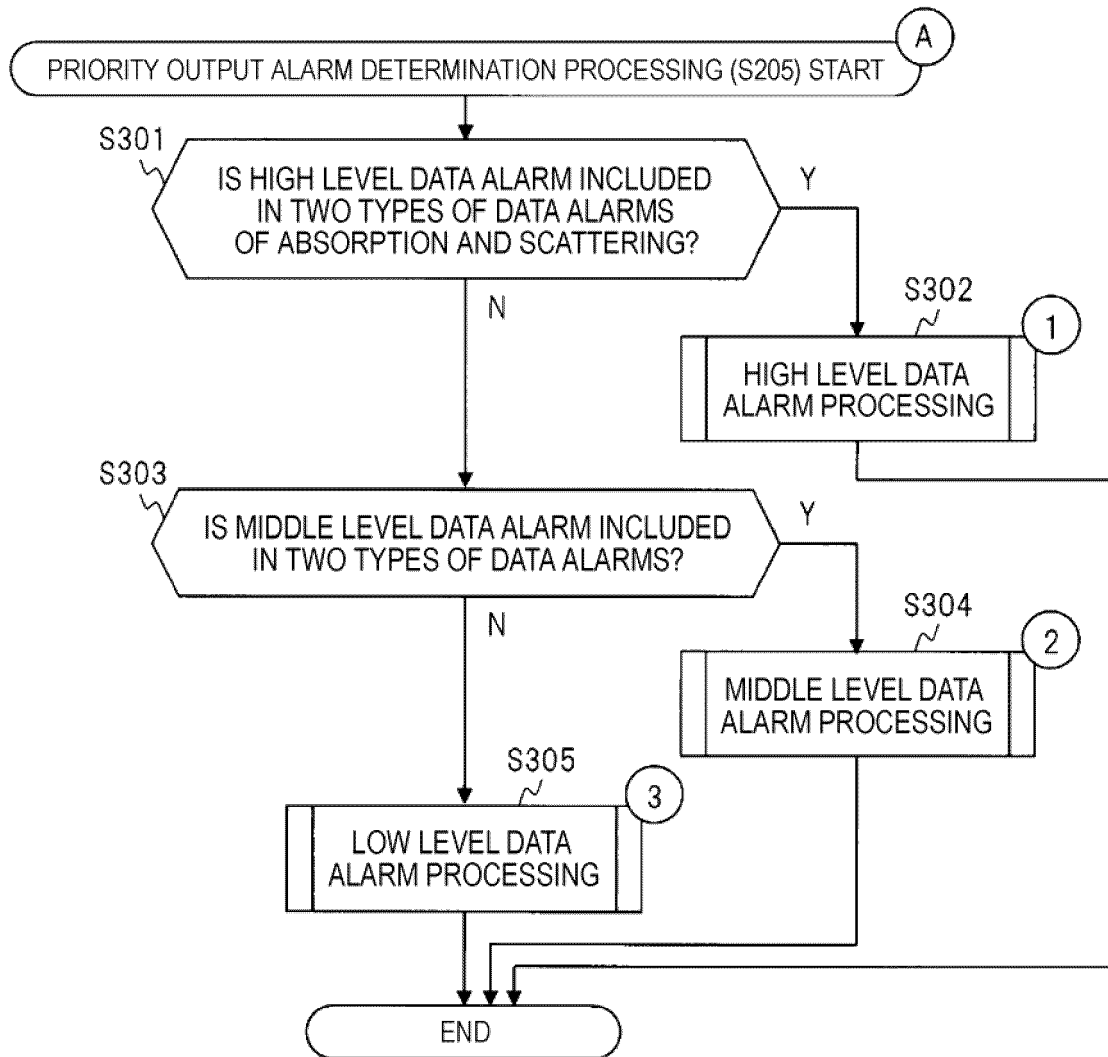 A
PRIORITY OUTPUT ALARM DETERMINATION PROCESSING (S205) START
S301
IS HIGH LEVEL DATA ALARM INCLUDED
IN TWO TYPES OF DATA ALARMS
OF ABSORPTION AND SCATTERING?
Y
N
S302
1
HIGH LEVEL DATA
ALARM PROCESSING
S303
IS MIDDLE LEVEL DATA ALARM INCLUDED
IN TWO TYPES OF DATA ALARMS?
Y
N
S304
2
MIDDLE LEVEL DATA
ALARM PROCESSING
S305
3
LOW LEVEL DATA
ALARM PROCESSING
END